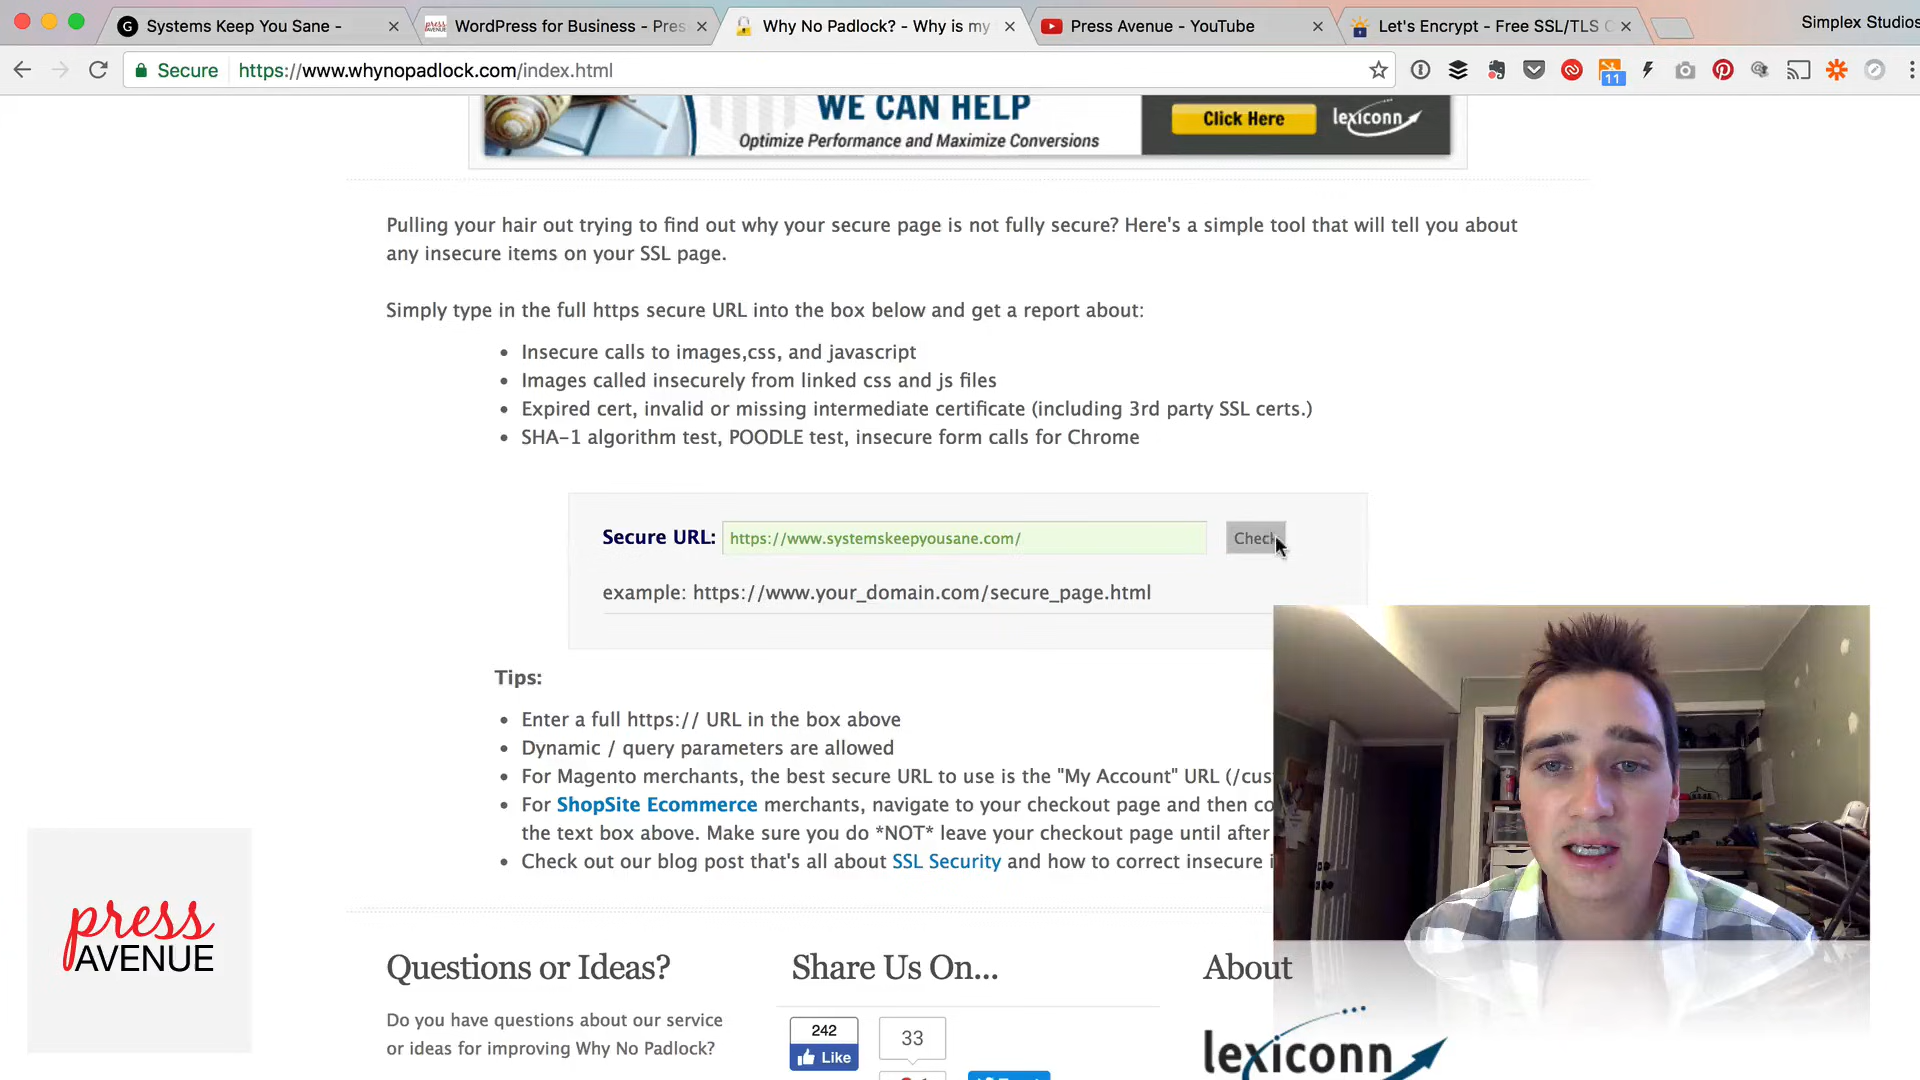 Systems Keep You Sane -
WordPress for Business - Pres
Why No Padlock? - Why is my
Press Avenue - YouTube
Let's Encrypt - Free SSL/TLS C
Simplex Studios
Secure https://www.whynopadlock.com/index.html
11
WE CAN HELP
Optimize Performance and Maximize Conversions
Click Here
lexiconn
Pulling your hair out trying to find out why your secure page is not fully secure? Here's a simple tool that will tell you about
any insecure items on your SSL page.
Simply type in the full https secure URL into the box below and get a report about:
• Insecure calls to images,css, and javascript
• Images called insecurely from linked css and js files
• Expired cert, invalid or missing intermediate certificate (including 3rd party SSL certs.)
• SHA-1 algorithm test, POODLE test, insecure form calls for Chrome
Secure URL: https://www.systemskeepyousane.com/ Check
example: https://www.your_domain.com/secure_page.html
Tips:
• Enter a full https:// URL in the box above
• Dynamic / query parameters are allowed
• For Magento merchants, the best secure URL to use is the "My Account" URL (/cus
• For ShopSite Ecommerce merchants, navigate to your checkout page and then co
the text box above. Make sure you do *NOT* leave your checkout page until after
• Check out our blog post that's all about SSL Security and how to correct insecure i
press
AVENUE
Questions or Ideas?
Do you have questions about our service
or ideas for improving Why No Padlock?
Share Us On...
242
Like
33
About
lexiconn